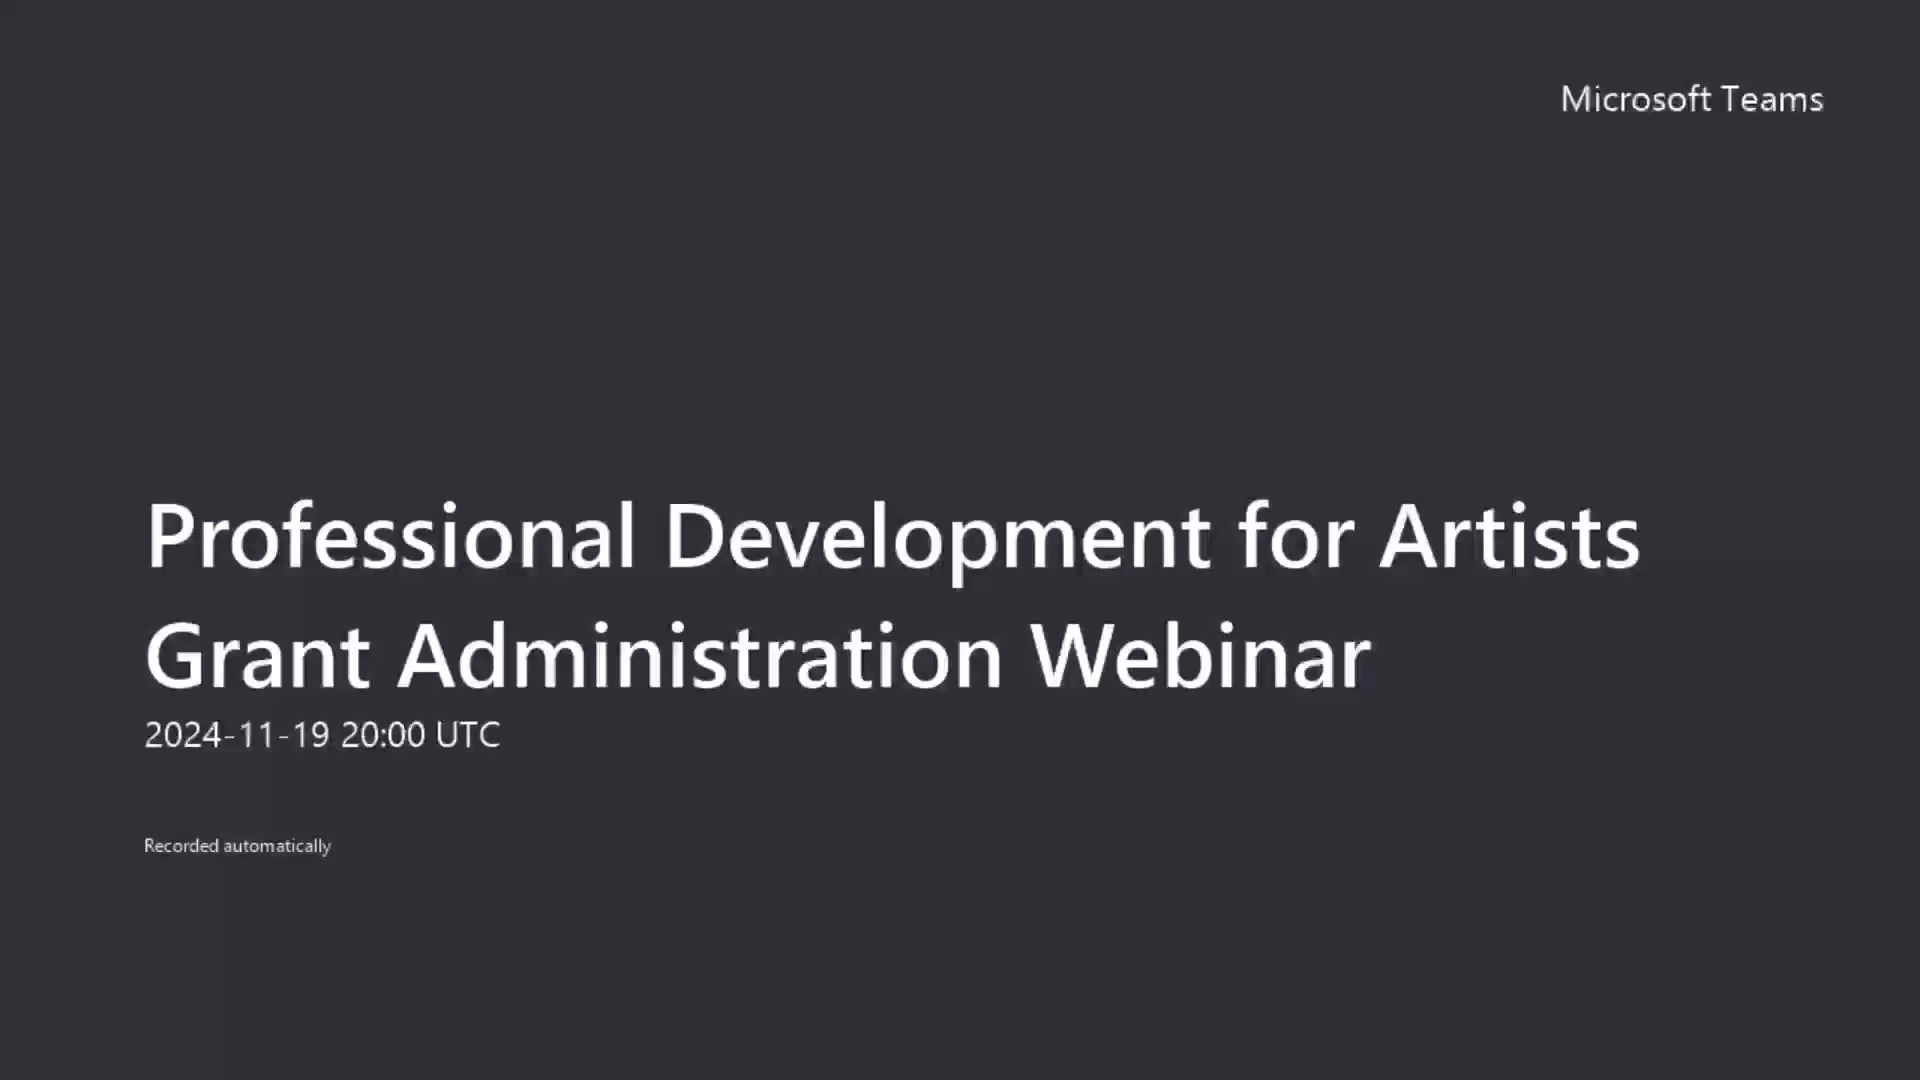 Microsoft Teams
Professional Development for Artists
Grant Administration Webinar
2024-11-19 20:00 UTC
Recorded automatically